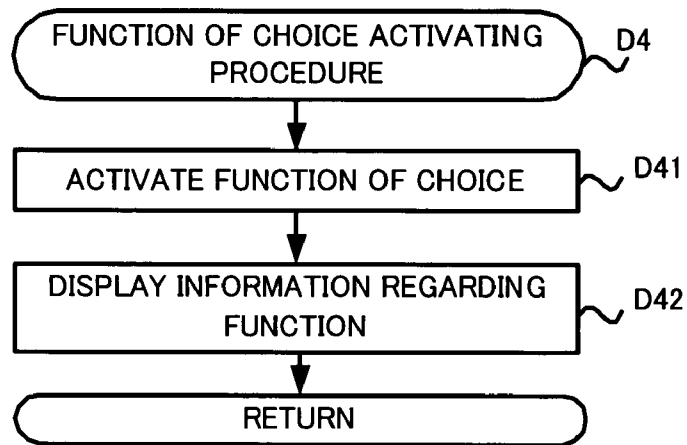 FUNCTION OF CHOICE ACTIVATING
PROCEDURE
D4
ACTIVATE FUNCTION OF CHOICE
D41
DISPLAY INFORMATION REGARDING
FUNCTION
D42
RETURN